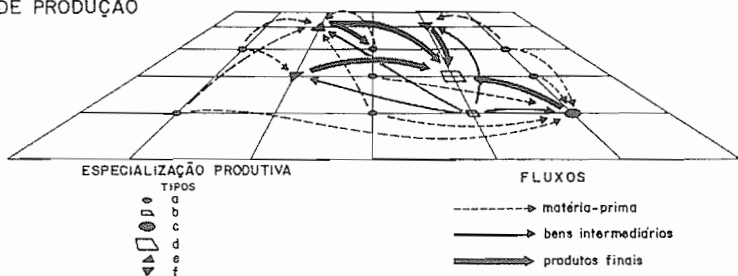 DE PRODUÇÃO
ESPECIALIZAÇÃO PRODUTIVA
TIPOS
a
b
c
d
e
f
FLUXOS
matéria-prima
bens intermediários
produtos finais